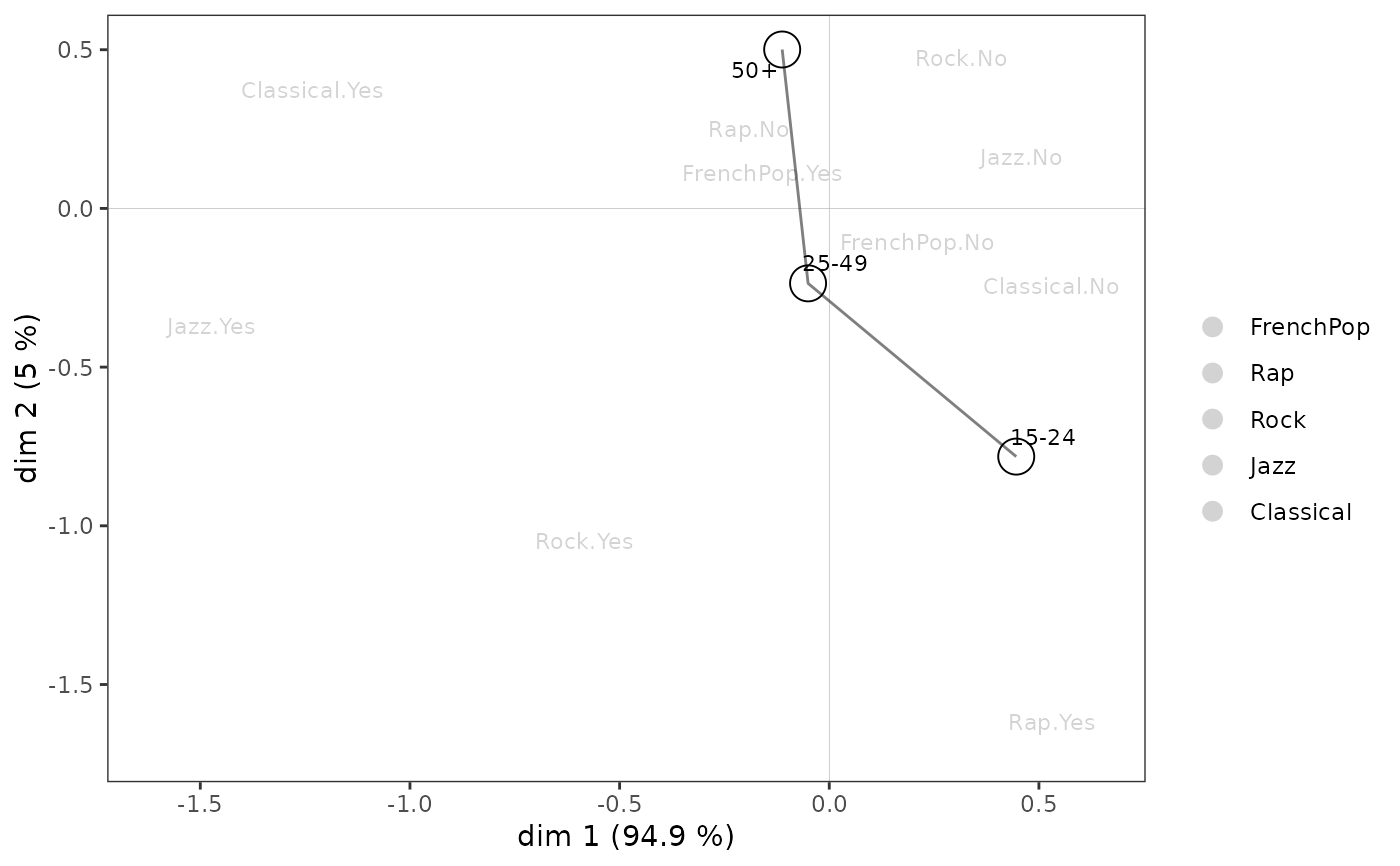 0.5
50+
Rock.No
Classical.Yes
Rap.No
Jazz.No
FrenchPop.Yes
0.0
FrenchPop.No
25-49
Classical.No
Jazz.Yes
FrenchPop
-0.5
Rap
Rock
15-24
Jazz
Classical
-1.0
Rock.Yes
-1.5
Rap.Yes
-1.5 -1.0 -0.5 0.0 0.5
dim 1 (94.9 %)
dim 2 (5 %)